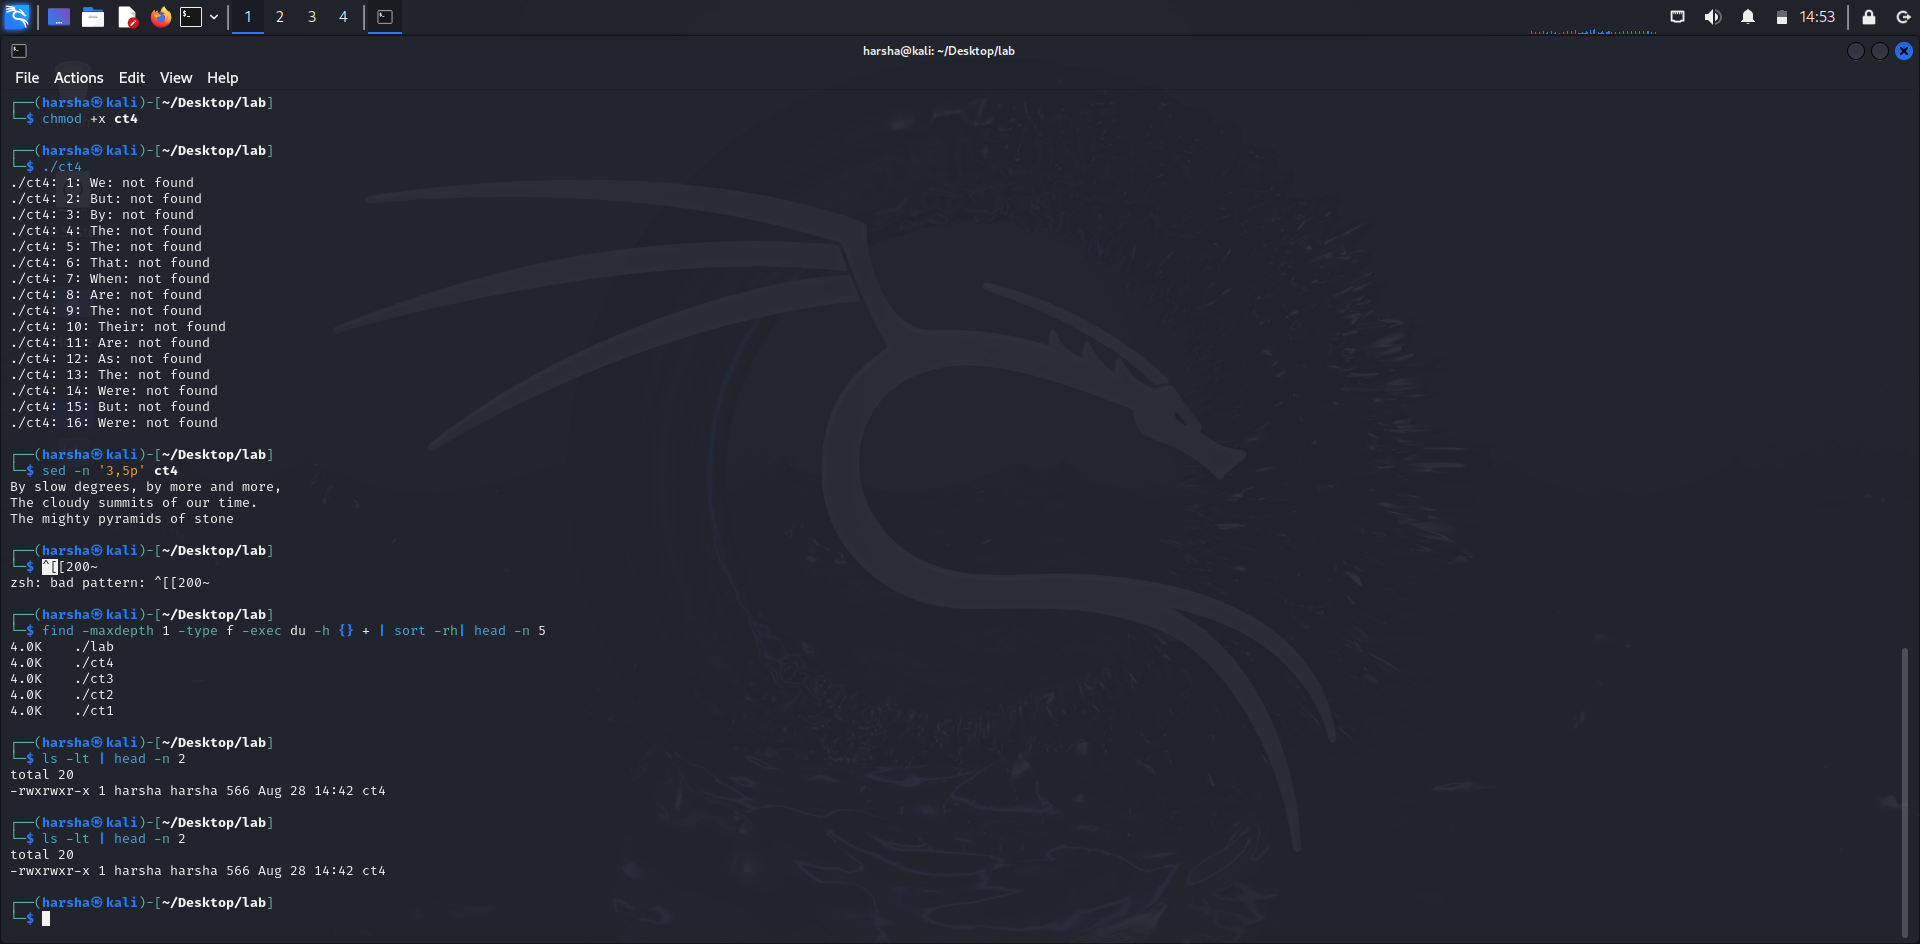 1 2 3 4 14:53
harsha@kali: ~/Desktop/lab
File Actions Edit View Help
┌──(harsha㉿kali)-[~/Desktop/lab]
└─$ chmod +x ct4
┌──(harsha㉿kali)-[~/Desktop/lab]
└─$ ./ct4
./ct4: 1: We: not found
./ct4: 2: But: not found
./ct4: 3: By: not found
./ct4: 4: The: not found
./ct4: 5: The: not found
./ct4: 6: That: not found
./ct4: 7: When: not found
./ct4: 8: Are: not found
./ct4: 9: The: not found
./ct4: 10: Their: not found
./ct4: 11: Are: not found
./ct4: 12: As: not found
./ct4: 13: The: not found
./ct4: 14: Were: not found
./ct4: 15: But: not found
./ct4: 16: Were: not found
┌──(harsha㉿kali)-[~/Desktop/lab]
└─$ sed -n '3,5p' ct4
By slow degrees, by more and more,
The cloudy summits of our time.
The mighty pyramids of stone
┌──(harsha㉿kali)-[~/Desktop/lab]
└─$ ^[[200~
zsh: bad pattern: ^[[200~
┌──(harsha㉿kali)-[~/Desktop/lab]
└─$ find -maxdepth 1 -type f -exec du -h {} + | sort -rh| head -n 5
4.0K    ./lab
4.0K    ./ct4
4.0K    ./ct3
4.0K    ./ct2
4.0K    ./ct1
┌──(harsha㉿kali)-[~/Desktop/lab]
└─$ ls -lt | head -n 2
total 20
-rwxrwxr-x 1 harsha harsha 566 Aug 28 14:42 ct4
┌──(harsha㉿kali)-[~/Desktop/lab]
└─$ ls -lt | head -n 2
total 20
-rwxrwxr-x 1 harsha harsha 566 Aug 28 14:42 ct4
┌──(harsha㉿kali)-[~/Desktop/lab]
└─$